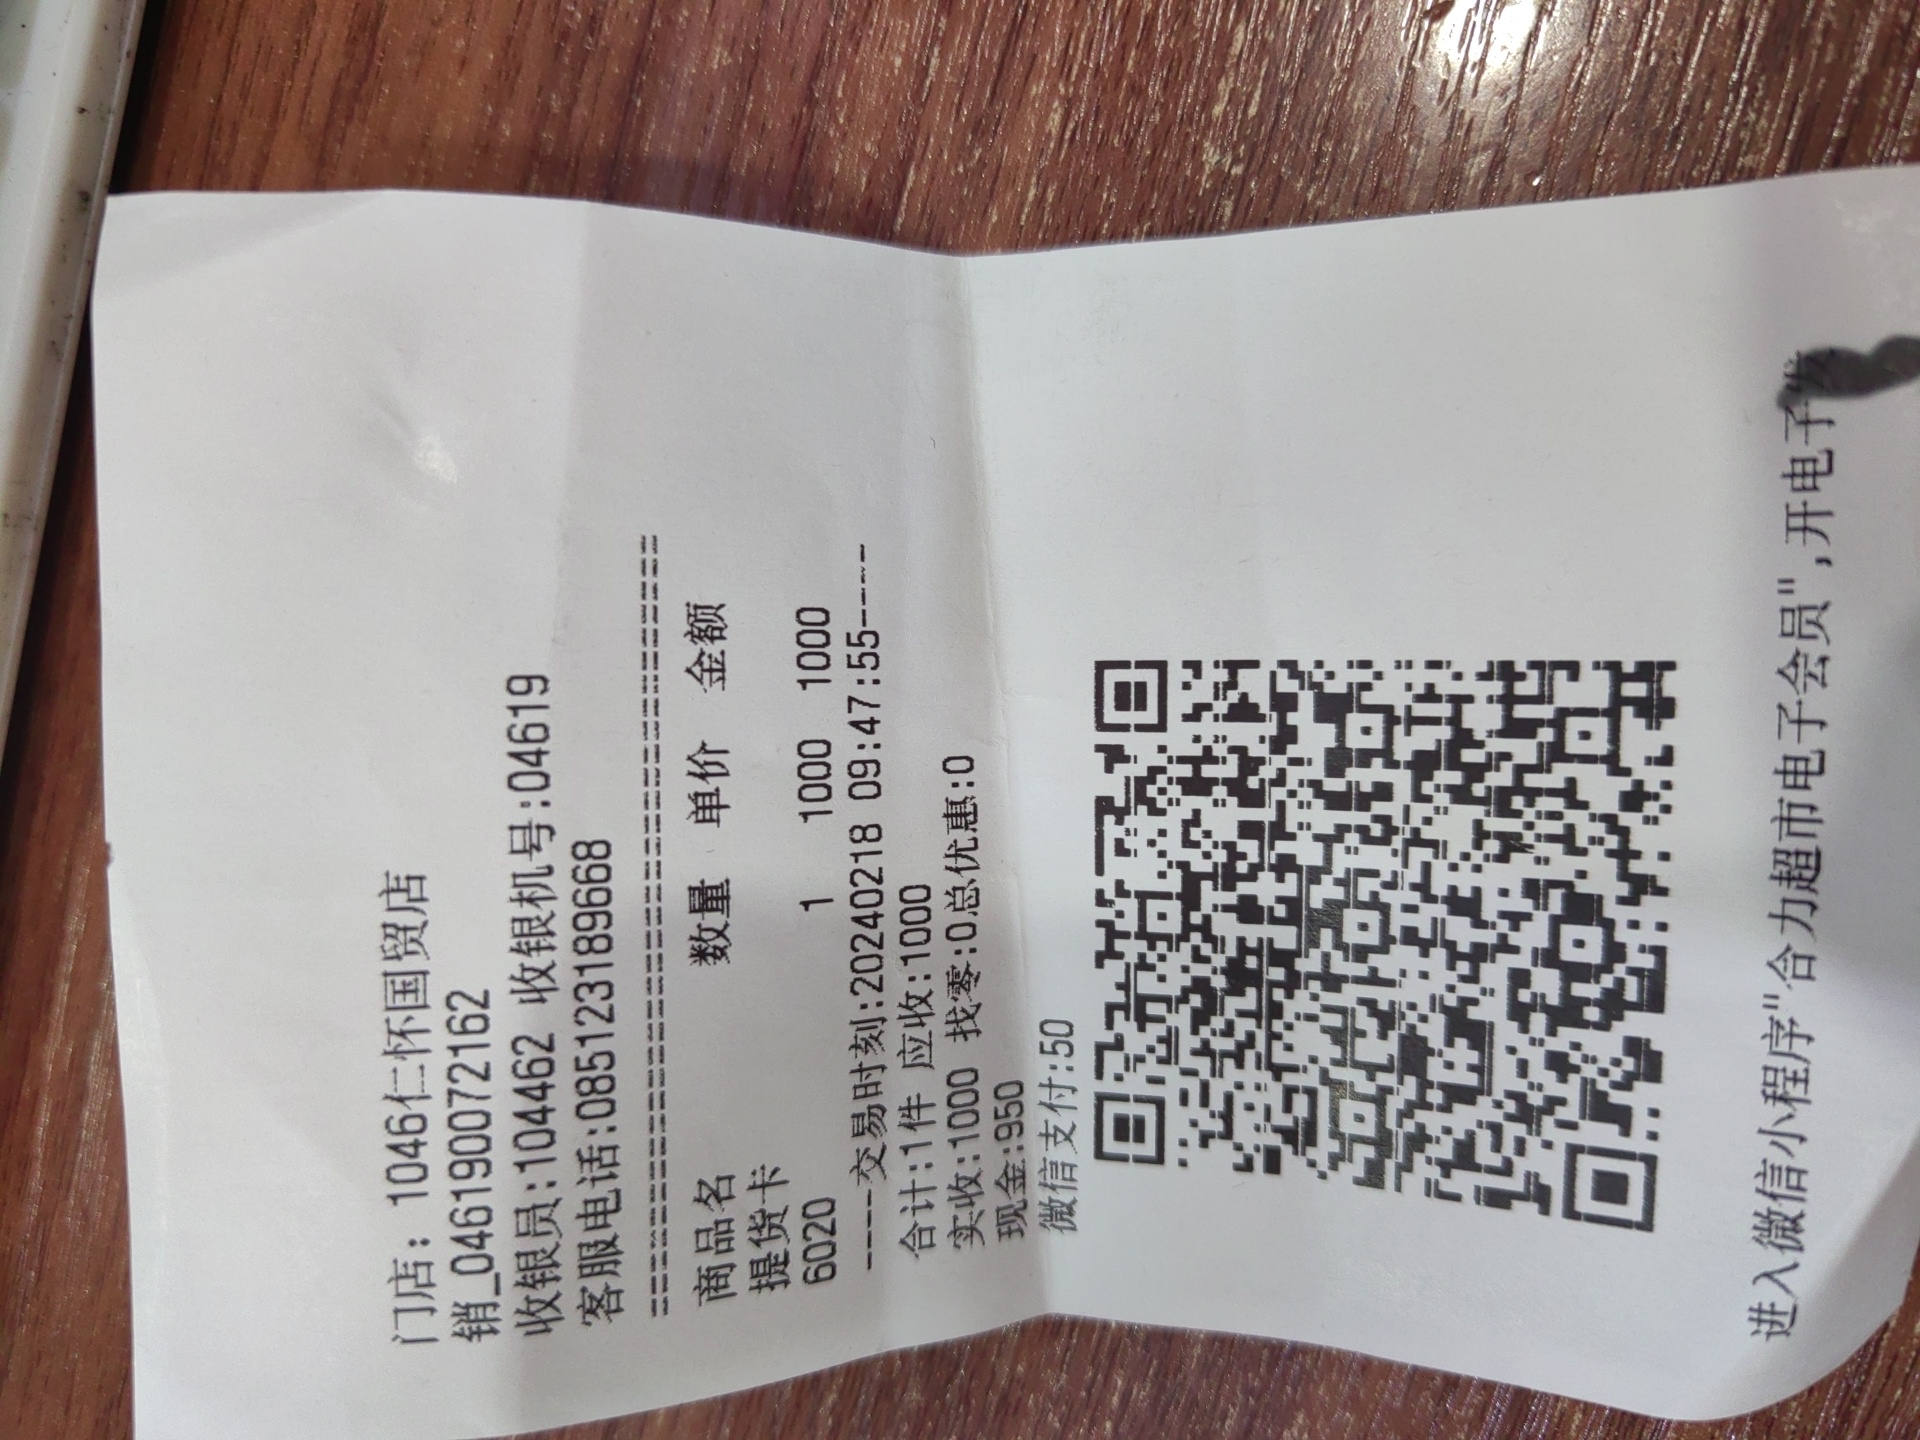 门店: 1046仁怀国贸店
销_0461900721​62
收银员:104462 收银机号:04619
客服电话:085123189668
================================
商品名 数量 单价 金额
提货卡
6020 1 1000 1000
----交易时刻:20240218 09:47:55----
合计:1件 应收:1000
实收:1000 找零:0总优惠:0
现金:950
微信支付:50
进入微信小程序"合力超市电子会员",开电子